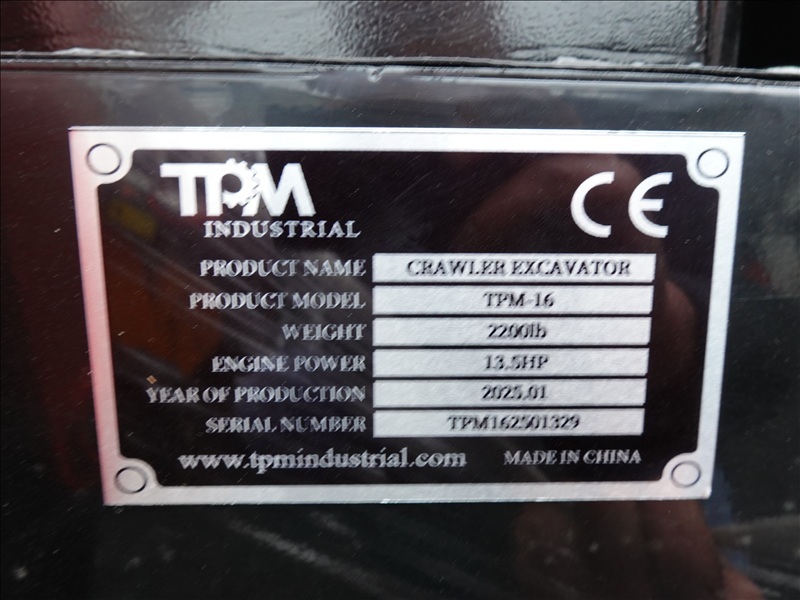 TPM
INDUSTRIAL
CE
PRODUCT NAME CRAWLER EXCAVATOR
PRODUCT MODEL TPM-16
WEIGHT 2200lb
ENGINE POWER 13.5HP
YEAR OF PRODUCTION 2025.01
SERIAL NUMBER TPM162501329
www.tpmindustrial.com MADE IN CHINA